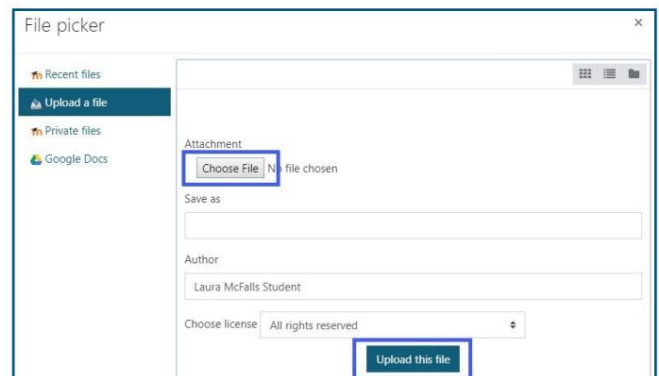 File picker ×
Recent files
Upload a file
Private files
Google Docs
Attachment
Choose File No file chosen
Save as
Author
Laura McFalls Student
Choose license All rights reserved
Upload this file